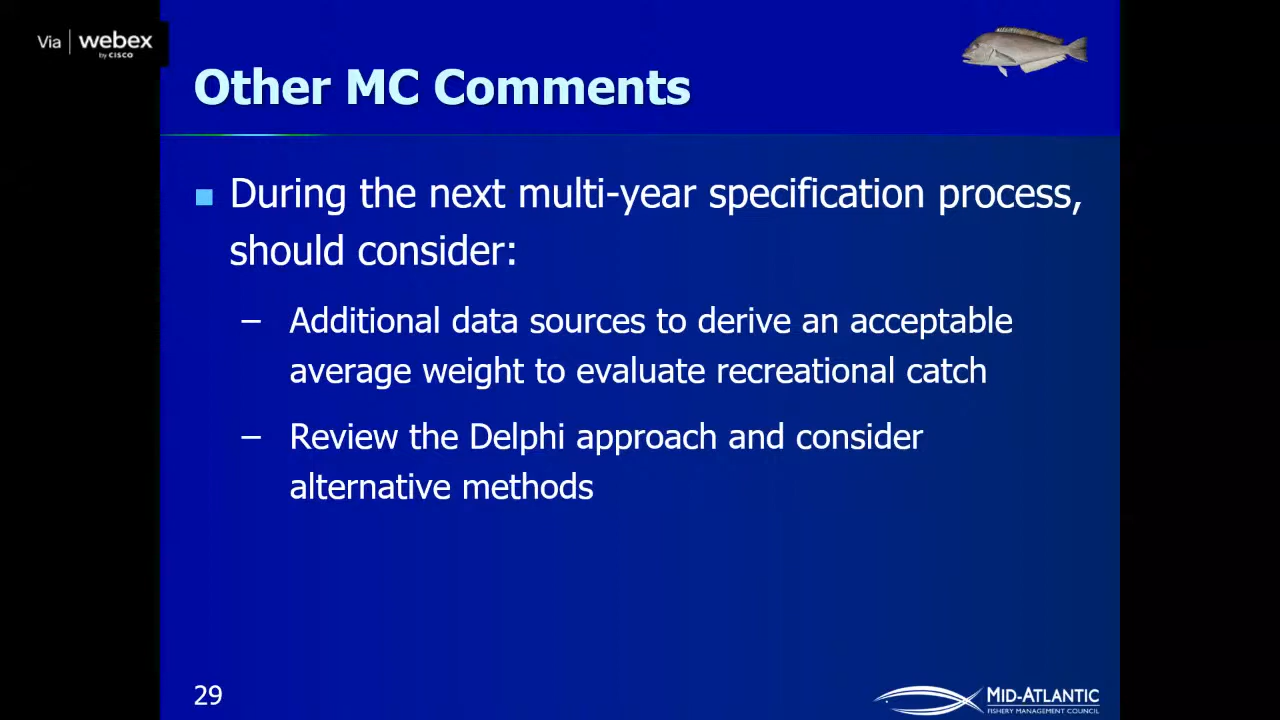 Via webex
by CISCO
Other MC Comments
During the next multi-year specification process,
should consider:
– Additional data sources to derive an acceptable
average weight to evaluate recreational catch
– Review the Delphi approach and consider
alternative methods
29
MID-ATLANTIC
FISHERY MANAGEMENT COUNCIL